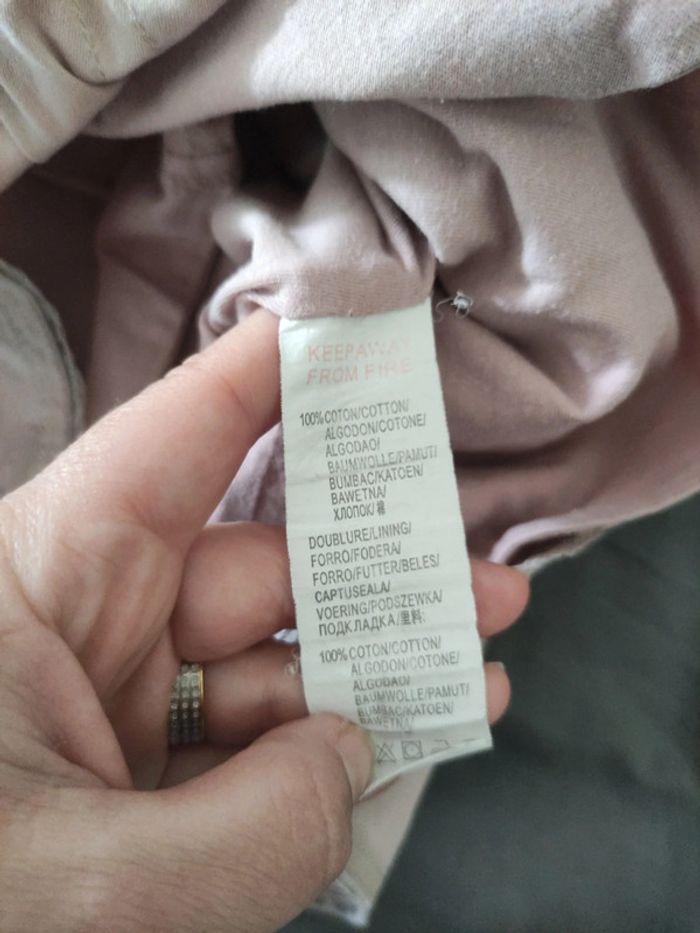 KEEP AWAY
FROM FIRE
100% COTON/COTTON/
ALGODON/COTONE/
ALGODAO/
BAUMWOLLE/PAMUT/
BUMBAC/KATOEN/
BAWETNA/
ХЛОПОК/棉
DOUBLURE/LINING/
FORRO/FODERA/
FORRO/FUTTER/BELES/
CAPTUSEALA/
VOERING/PODSZEWKA/
ПОДКЛАДКА/里料:
100% COTON/COTTON/
ALGODON/COTONE/
ALGODAO/
BAUMWOLLE/PAMUT/
BUMBAC/KATOEN/
BAWETNA/